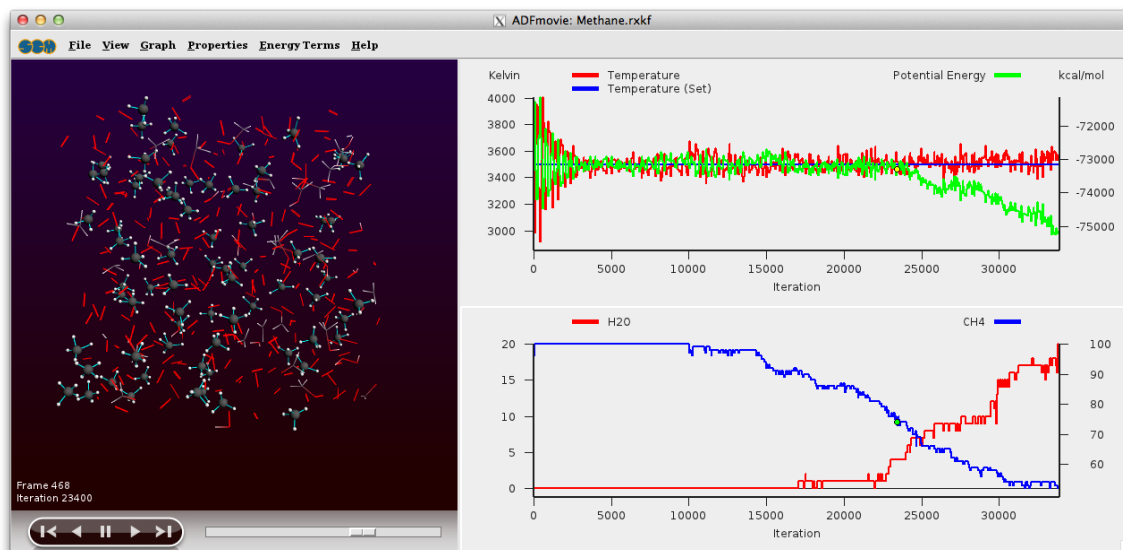 ADFmovie: Methane.rxkf
SCM File View Graph Properties Energy Terms Help
Kelvin Temperature Potential Energy kcal/mol
Temperature (Set)
4000
3800
3600
3400
3200
3000
-72000
-73000
-74000
-75000
0 5000 10000 15000 20000 25000 30000
Iteration
H2O CH4
20
15
10
5
0
100
90
80
70
60
0 5000 10000 15000 20000 25000 30000
Iteration
Frame 468
Iteration 23400